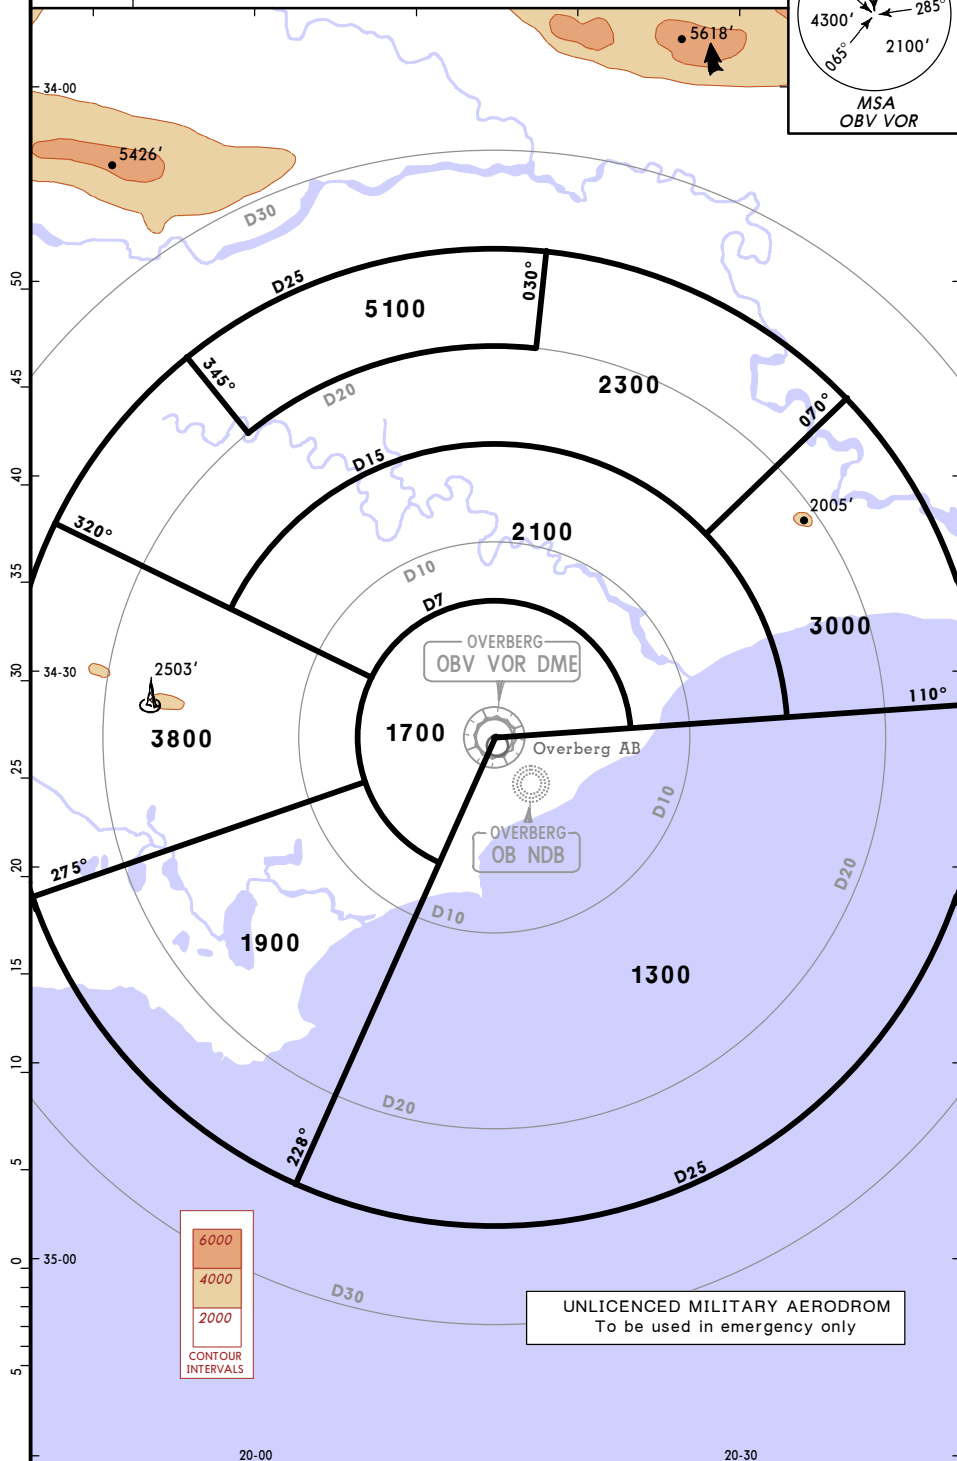 285°
4300'
065°
2100'
MSA
OBV VOR
5618'
34-00
5426'
D30
50
D25
030°
5100
345°
45
D20
2300
070°
D15
40
2005'
320°
2100
35
D10
D7
3000
OVERBERG
OBV VOR DME
34-30
30
2503'
110°
3800
1700
Overberg AB
25
D10
OVERBERG
OB NDB
20
275°
D20
D10
1900
15
1300
10
D20
228°
5
D25
6000
35-00
0
4000
D30
2000
UNLICENCED MILITARY AERODROM
To be used in emergency only
CONTOUR
INTERVALS
5
20-00
20-30